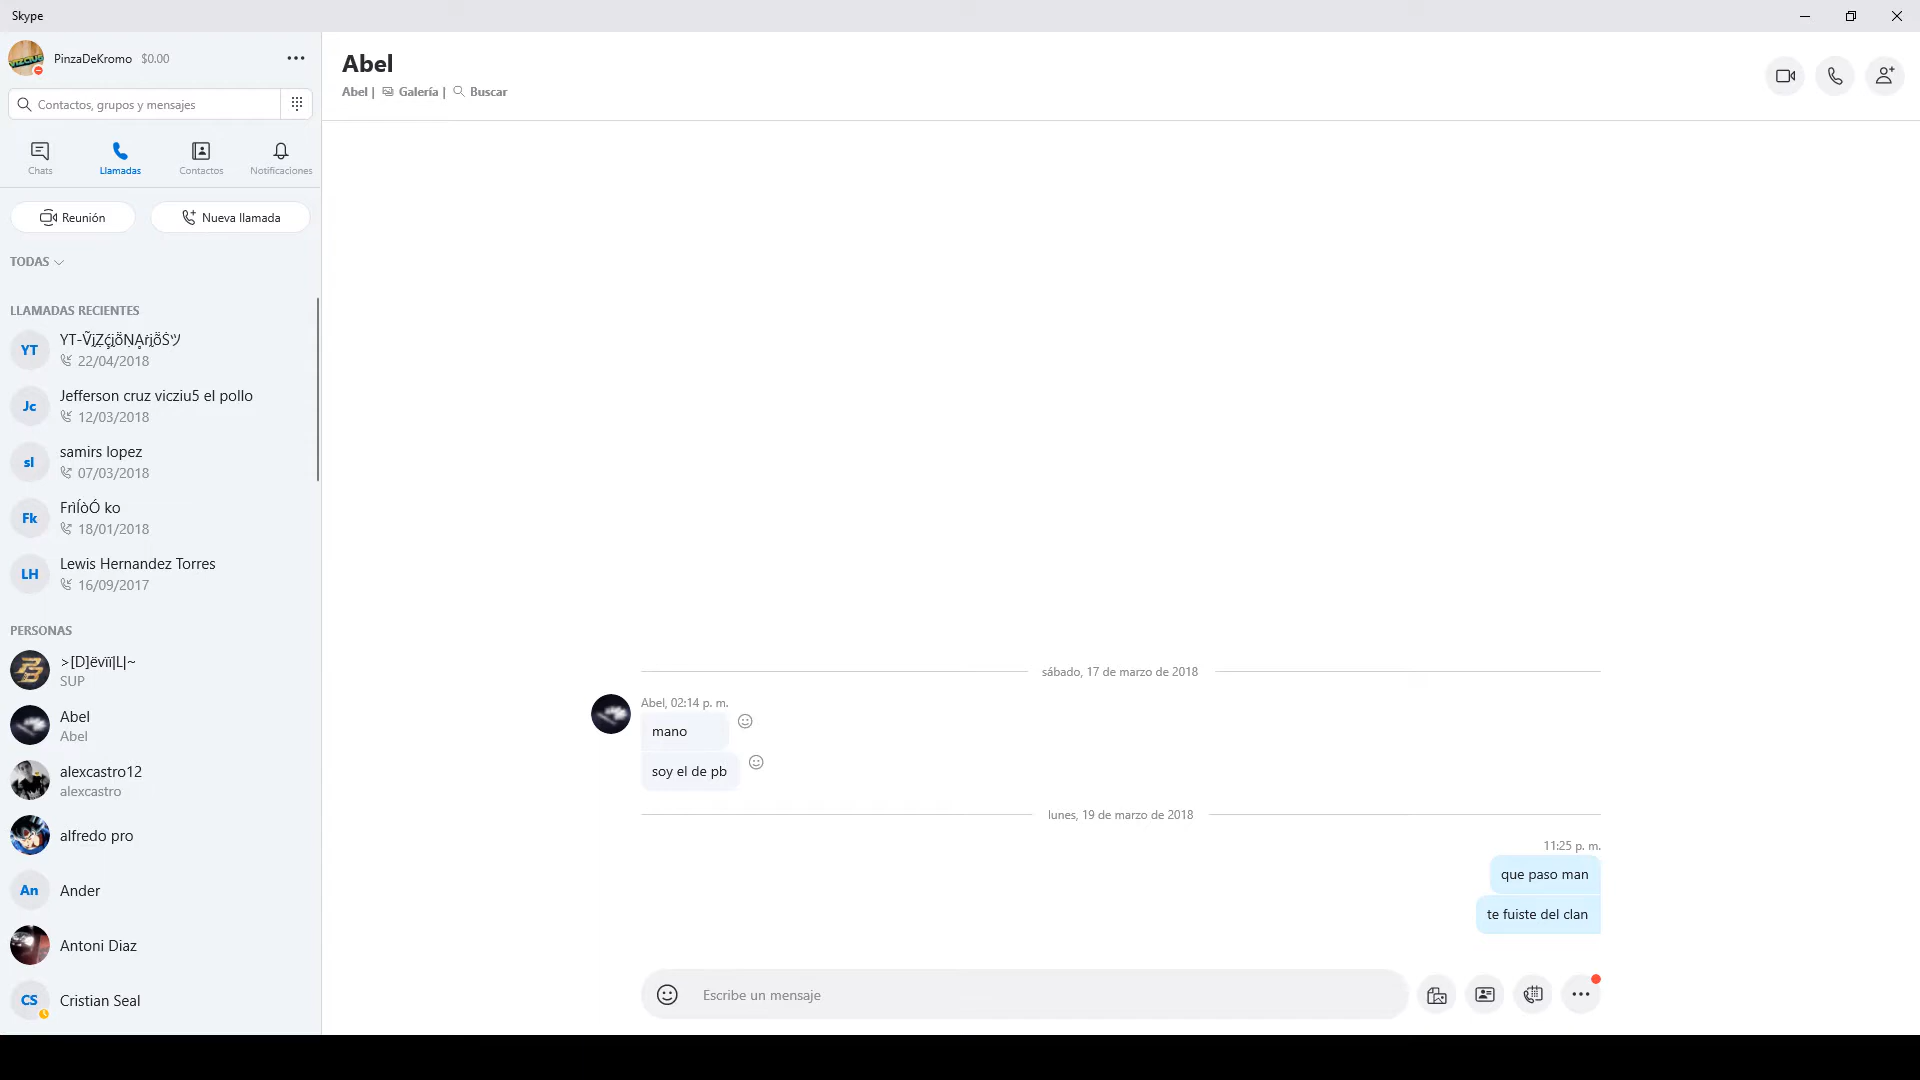 Skype
PinzaDeKromo $0.00
Contactos, grupos y mensajes
Chats
Llamadas
Contactos
Notificaciones
Reunión
Nueva llamada
TODAS
LLAMADAS RECIENTES
YT
22/04/2018
Jc
Jefferson cruz vicziu5 el pollo
12/03/2018
sl
samirs lopez
07/03/2018
Fk
FrìÍòÓ ko
18/01/2018
LH
Lewis Hernandez Torres
16/09/2017
PERSONAS
>[D]ëvïï|L|~
SUP
Abel
Abel
alexcastro12
alexcastro
alfredo pro
An
Ander
Antoni Diaz
CS
Cristian Seal
Abel
Abel | Galería | Buscar
sábado, 17 de marzo de 2018
Abel, 02:14 p. m.
mano
soy el de pb
lunes, 19 de marzo de 2018
11:25 p. m.
que paso man
te fuiste del clan
Escribe un mensaje